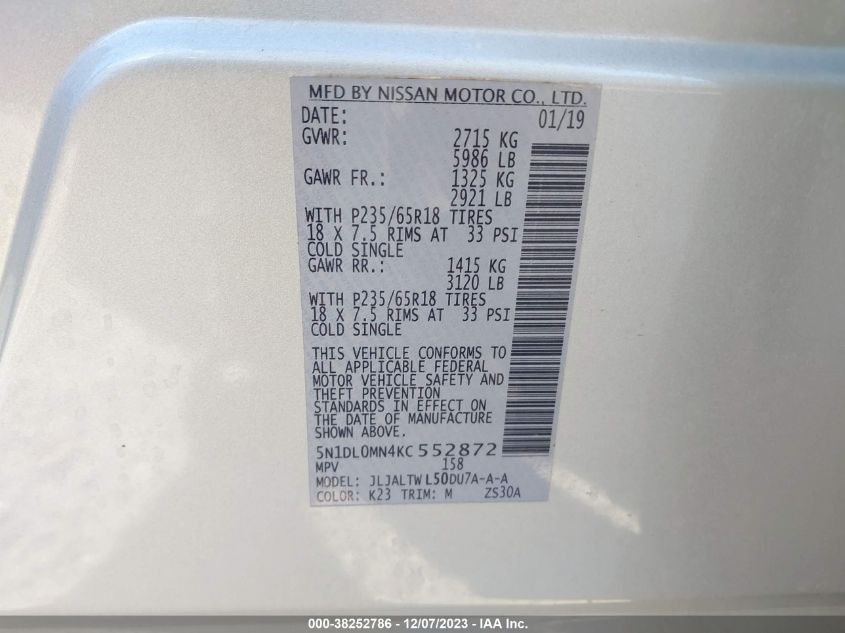 MFD BY NISSAN MOTOR CO., LTD.
DATE: 01/19
GVWR: 2715 KG
5986 LB
GAWR FR.: 1325 KG
2921 LB
WITH P235/65R18 TIRES
18 X 7.5 RIMS AT 33 PSI
COLD SINGLE
GAWR RR.: 1415 KG
3120 LB
WITH P235/65R18 TIRES
18 X 7.5 RIMS AT 33 PSI
COLD SINGLE
THIS VEHICLE CONFORMS TO
ALL APPLICABLE FEDERAL
MOTOR VEHICLE SAFETY AND
THEFT PREVENTION
STANDARDS IN EFFECT ON
THE DATE OF MANUFACTURE
SHOWN ABOVE.
5N1DL0MN4KC552872
MPV 158
MODEL: JLJALTWL50DU7A-A-A
COLOR: K23 TRIM: M ZS30A
000-38252786 - 12/07/2023 - IAA Inc.